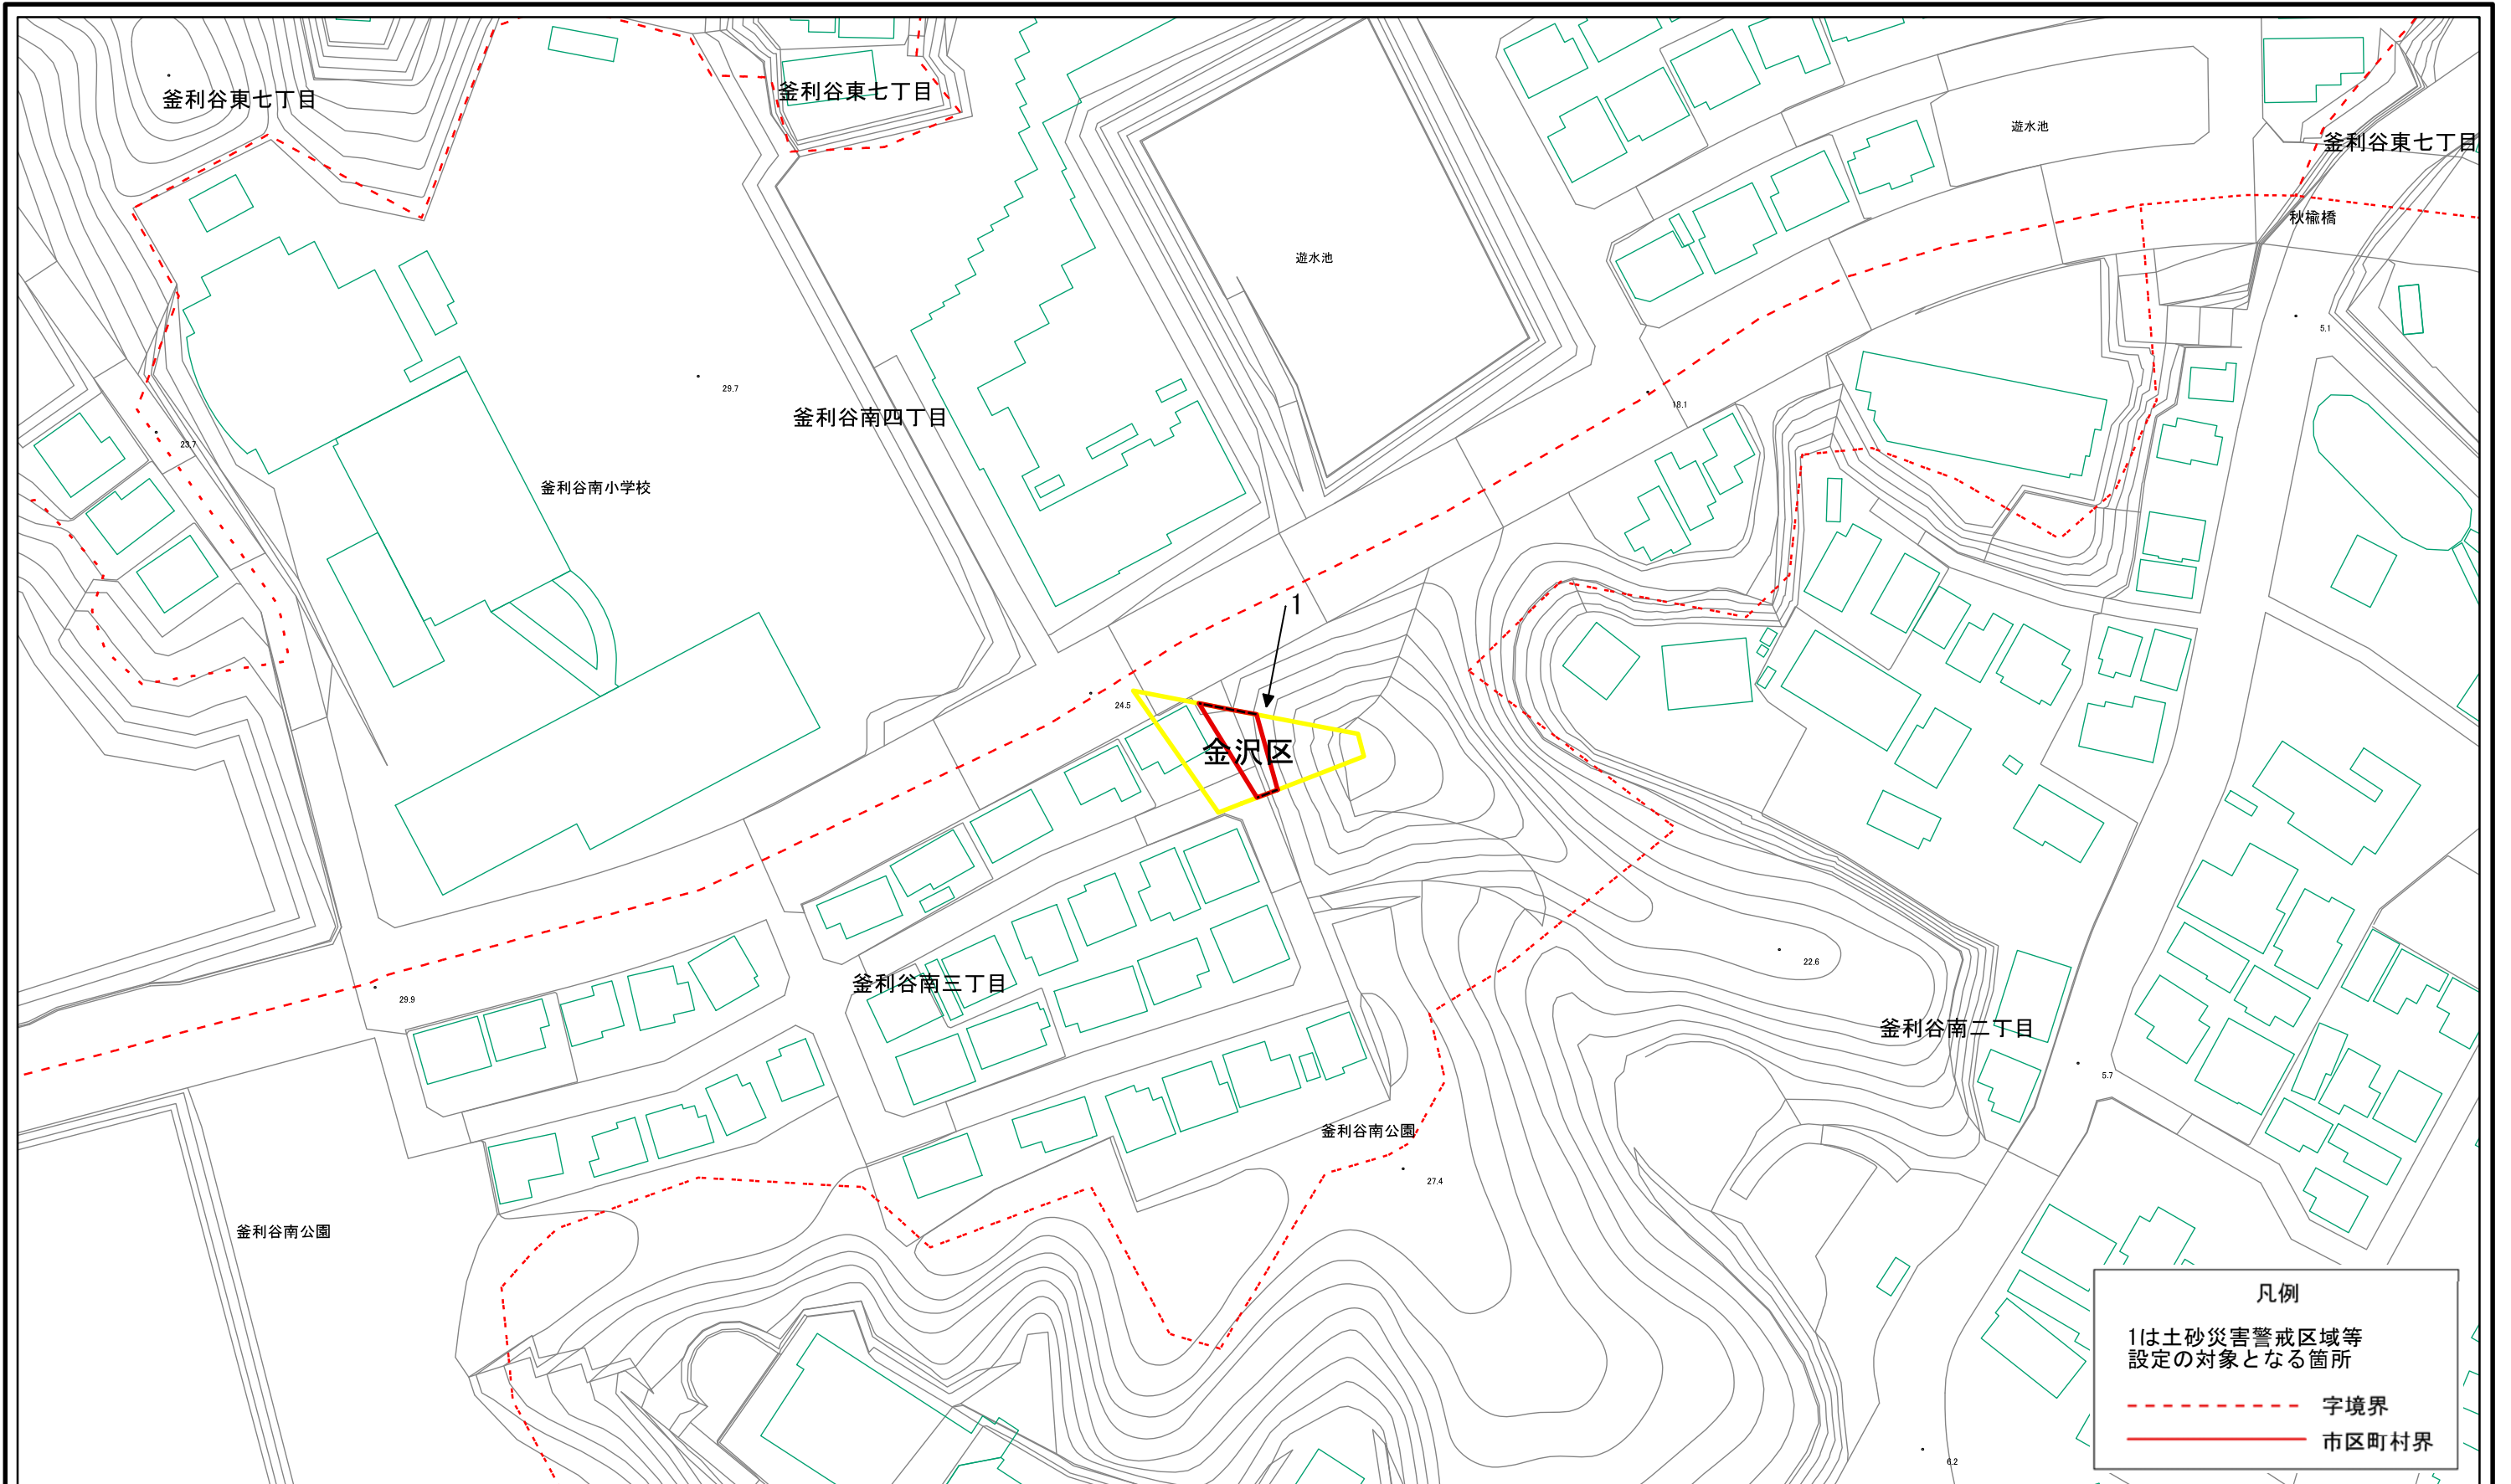 釜利谷東七丁目
釜利谷東七丁目
遊水池
釜利谷東七丁目
秋楡橋
遊水池
5.1
29.7
18.1
釜利谷南四丁目
23.7
釜利谷南小学校
1
24.5
金沢区
22.6
釜利谷南三丁目
29.9
釜利谷南二丁目
5.7
釜利谷南公園
27.4
釜利谷南公園
凡例
1は土砂災害警戒区域等
設定の対象となる箇所
字境界
市区町村界
6.2